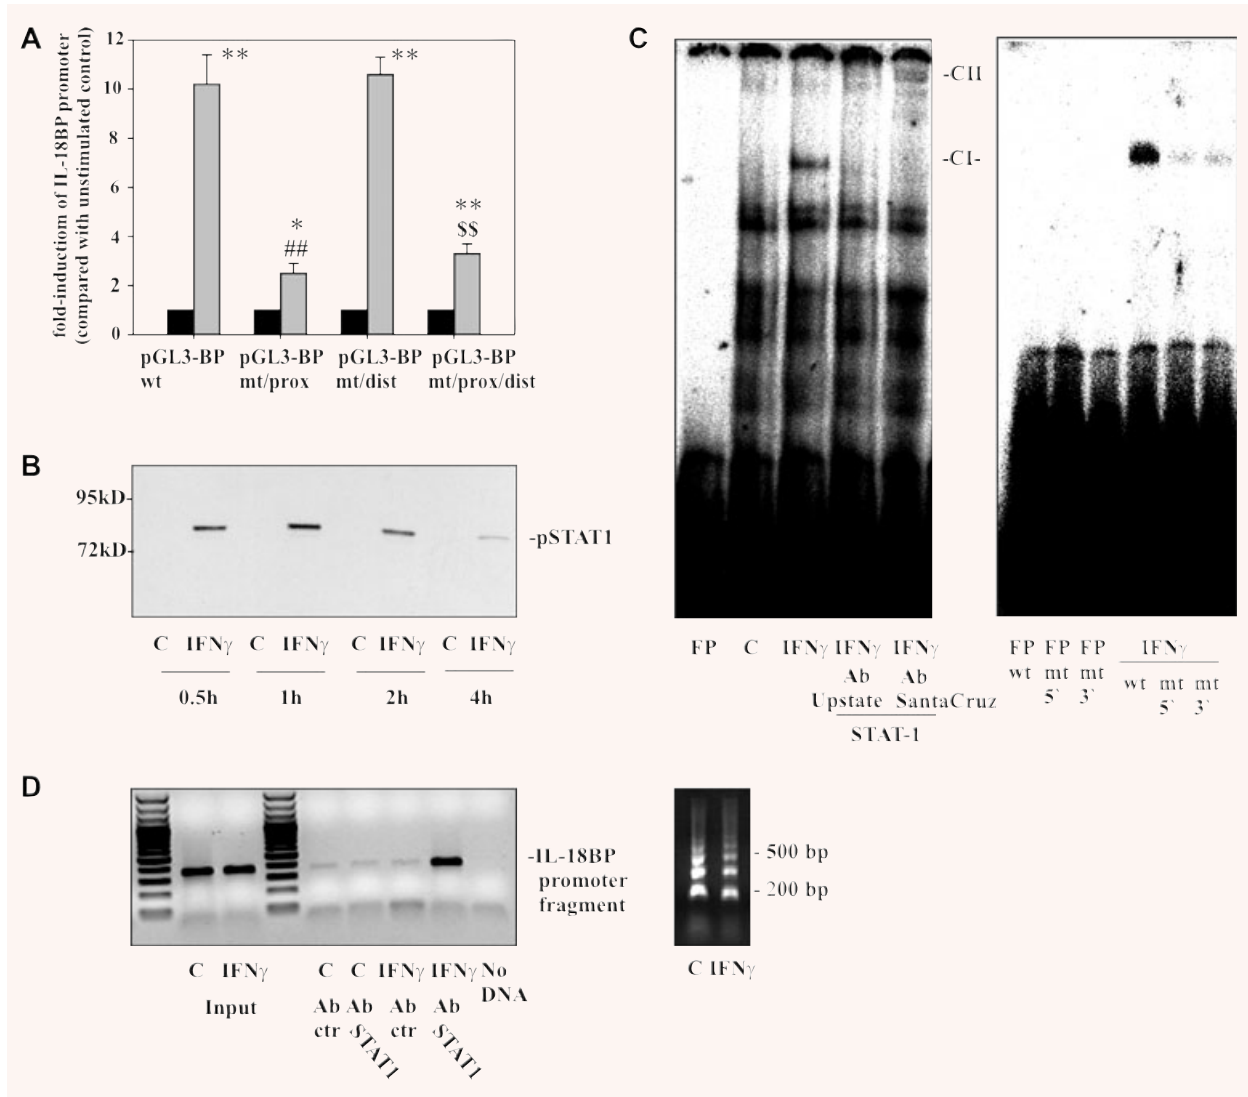 A
fold-induction of IL-18BP promoter
(compared with unstimulated control)
12
10
8
6
4
2
0
**
*
##
**
**
$$
pGL3-BP
wt
pGL3-BP
mt/prox
pGL3-BP
mt/dist
pGL3-BP
mt/prox/dist
B
95kD-
72kD-
-pSTAT1
C IFNγ C IFNγ C IFNγ C IFNγ
0.5h 1h 2h 4h
C
-CII
-CI-
FP C IFNγ IFNγ IFNγ
Ab Ab
Upstate SantaCruz
STAT-1
FP FP FP IFNγ
wt mt mt wt mt mt
5` 3` 5` 3`
D
-IL-18BP
promoter
fragment
C IFNγ
Input
C C IFNγ IFNγ No
DNA
Ab Ab Ab Ab
ctr STAT1 ctr STAT1
- 500 bp
- 200 bp
C IFNγ